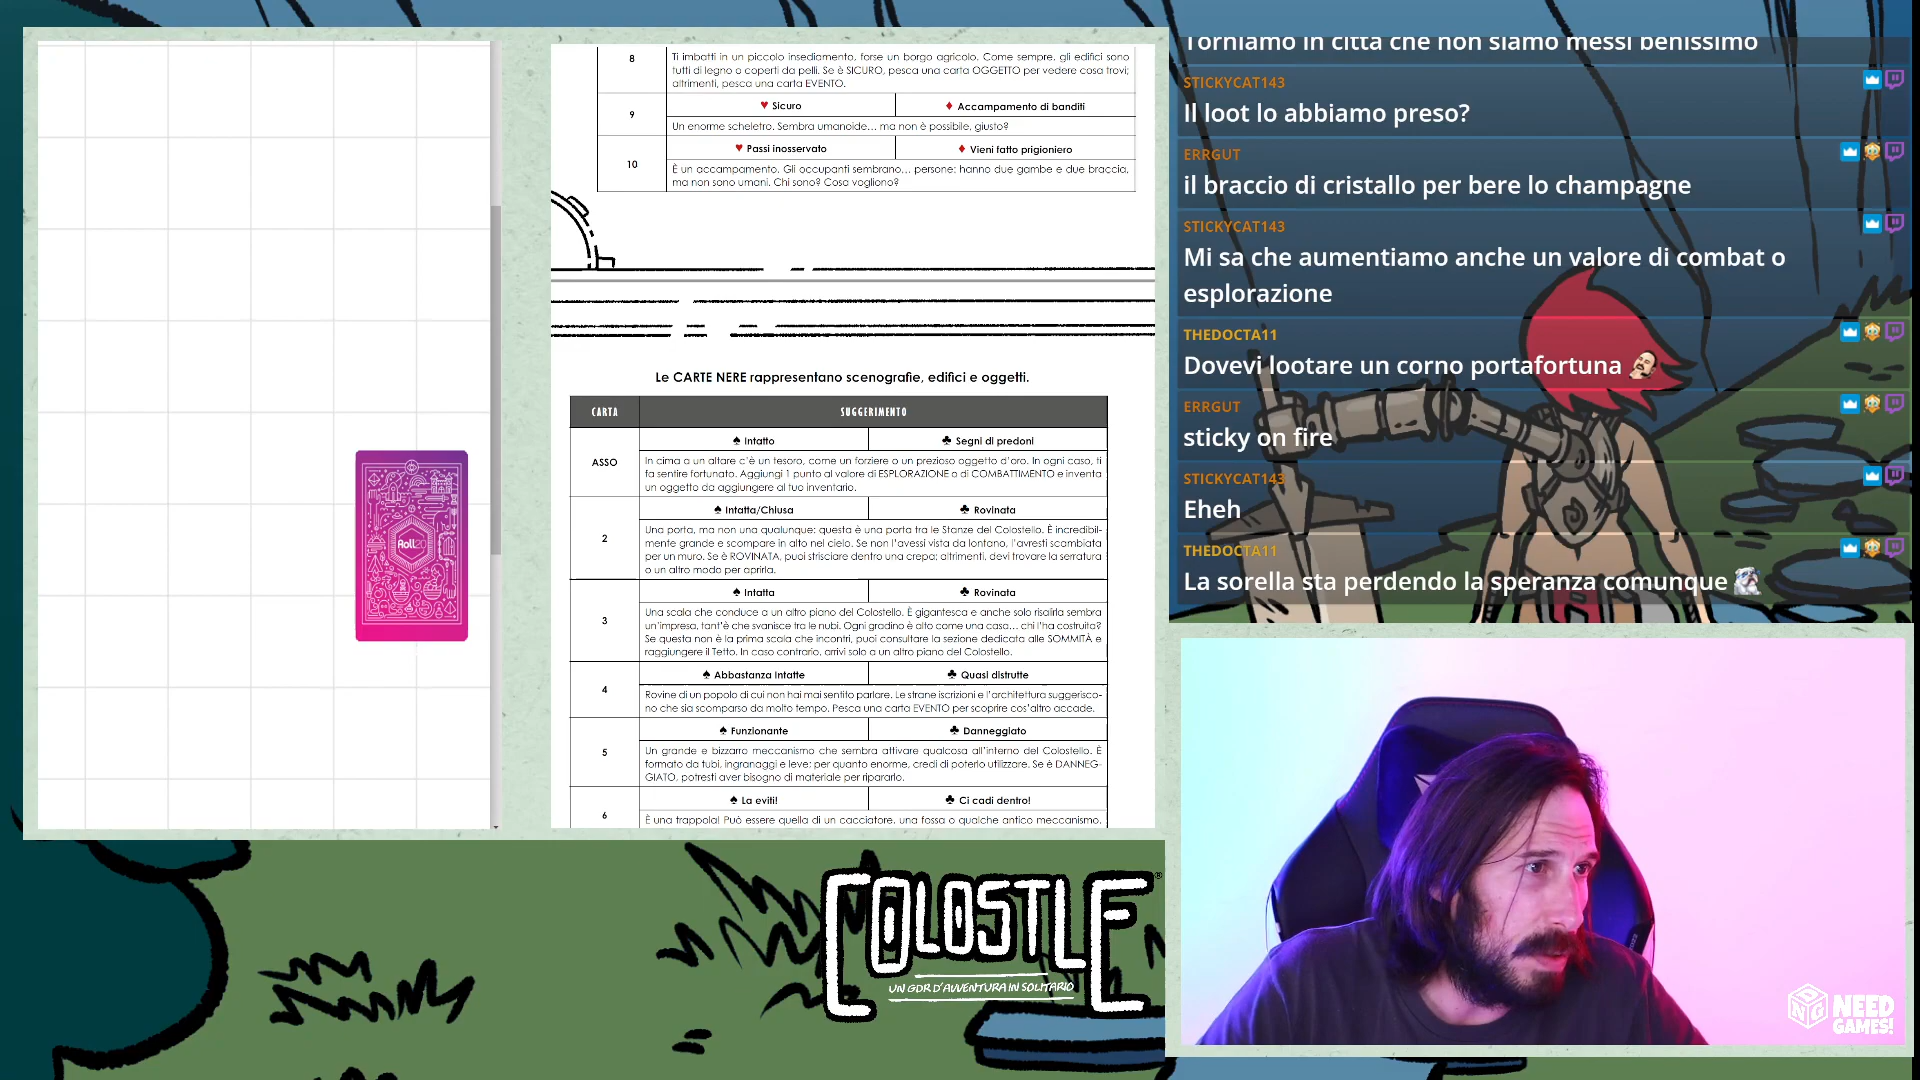 8
Ti imbatti in un piccolo insediamento, forse un borgo agricolo. Come sempre, gli edifici sono
tutti di legno o coperti da pelli. Se è SICURO, pesca una carta OGGETTO per vedere cosa trovi;
altrimenti, pesca una carta EVENTO.
9
♥ Sicuro
♦ Accampamento di banditi
Un enorme scheletro. Sembra umanoide… ma non è possibile, giusto?
10
♥ Passi inosservato
♦ Vieni fatto prigioniero
È un accampamento. Gli occupanti sembrano… persone: hanno due gambe e due braccia,
ma non sono umani. Chi sono? Cosa vogliono?
Le CARTE NERE rappresentano scenografie, edifici e oggetti.
CARTA
SUGGERIMENTO
ASSO
♠ Intatto
♣ Segni di predoni
In cima a un altare c'è un tesoro, come un forziere o un prezioso oggetto d'oro. In ogni caso, ti
fa sentire fortunato. Aggiungi 1 punto al valore di ESPLORAZIONE o di COMBATTIMENTO e inventa
un oggetto da aggiungere al tuo inventario.
2
♠ Intatta/Chiusa
♣ Rovinata
Una porta, ma non una qualunque: questa è una porta tra le Stanze del Colostello. È incredibil-
mente grande e scompare in alto nel cielo. Se non l'avessi vista da lontano, l'avresti scambiata
per un muro. Se è ROVINATA, puoi strisciare dentro una crepa; altrimenti, devi trovare la serratura
o un altro modo per aprirla.
3
♠ Intatta
♣ Rovinata
Una scala che conduce a un altro piano del Colostello. È gigantesca e anche solo risalirla sembra
un'impresa, tant'è che svanisce tra le nubi. Ogni gradino è alto come una casa… chi l'ha costruita?
Se questa non è la prima scala che incontri, puoi consultare la sezione dedicata alle SOMMITÀ e
raggiungere il Tetto. In caso contrario, arrivi solo a un altro piano del Colostello.
4
♠ Abbastanza intatte
♣ Quasi distrutte
Rovine di un popolo di cui non hai mai sentito parlare. Le strane iscrizioni e l'architettura suggerisco-
no che sia scomparso da molto tempo. Pesca una carta EVENTO per scoprire cos'altro accade.
5
♠ Funzionante
♣ Danneggiato
Un grande e bizzarro meccanismo che sembra attivare qualcosa all'interno del Colostello. È
formato da tubi, ingranaggi e leve; per quanto enorme, credi di poterlo utilizzare. Se è DANNEG-
GIATO, potresti aver bisogno di materiale per ripararlo.
6
♠ La eviti!
♣ Ci cadi dentro!
È una trappola! Può essere quella di un cacciatore, una fossa o qualche antico meccanismo.
Roll20
Torniamo in città che non siamo messi benissimo
STICKYCAT143
Il loot lo abbiamo preso?
ERRGUT
il braccio di cristallo per bere lo champagne
STICKYCAT143
Mi sa che aumentiamo anche un valore di combat o
esplorazione
THEDOCTA11
Dovevi lootare un corno portafortuna
ERRGUT
sticky on fire
STICKYCAT143
Eheh
THEDOCTA11
La sorella sta perdendo la speranza comunque
COLOSTLE®
UN GDR D'AVVENTURA IN SOLITARIO
NDG
NEED
GAMES!